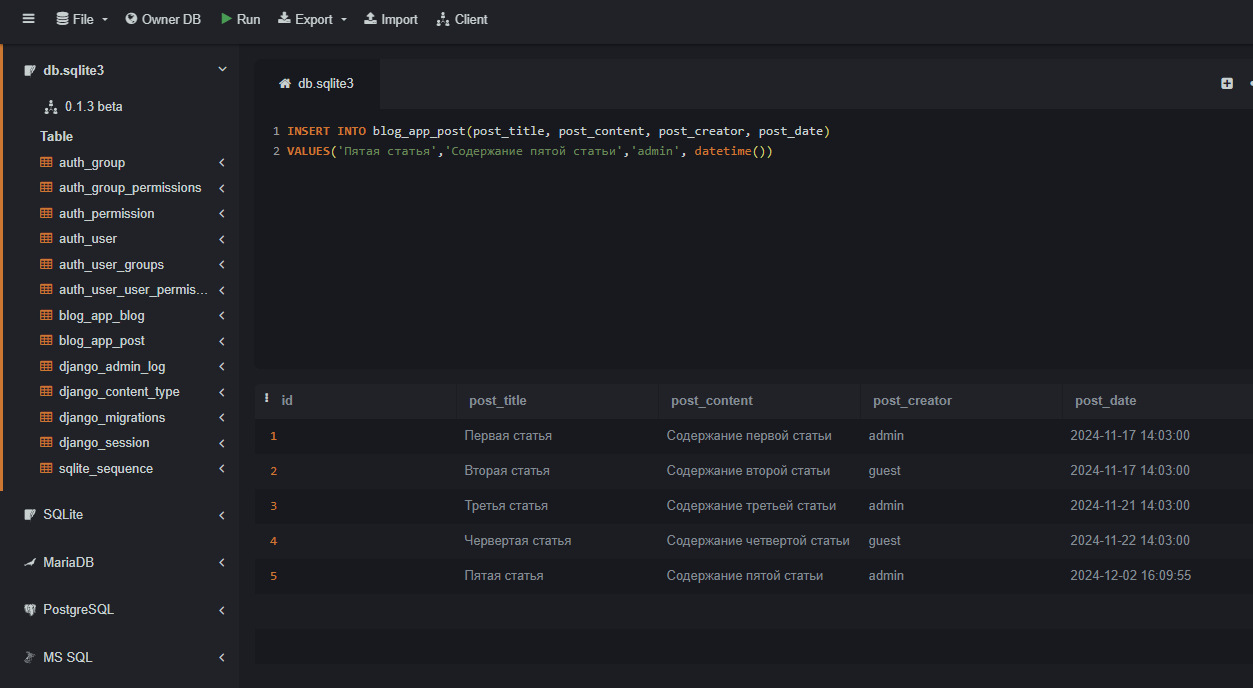 File Owner DB Run Export Import Client
db.sqlite3
0.1.3 beta
Table
auth_group
auth_group_permissions
auth_permission
auth_user
auth_user_groups
auth_user_user_permis...
blog_app_blog
blog_app_post
django_admin_log
django_content_type
django_migrations
django_session
sqlite_sequence
SQLite
MariaDB
PostgreSQL
MS SQL
db.sqlite3
1 INSERT INTO blog_app_post(post_title, post_content, post_creator, post_date)
2 VALUES('Пятая статья','Содержание пятой статьи','admin', datetime())
id post_title post_content post_creator post_date
1 Первая статья Содержание первой статьи admin 2024-11-17 14:03:00
2 Вторая статья Содержание второй статьи guest 2024-11-17 14:03:00
3 Третья статья Содержание третьей статьи admin 2024-11-21 14:03:00
4 Червертая статья Содержание четвертой статьи guest 2024-11-22 14:03:00
5 Пятая статья Содержание пятой статьи admin 2024-12-02 16:09:55